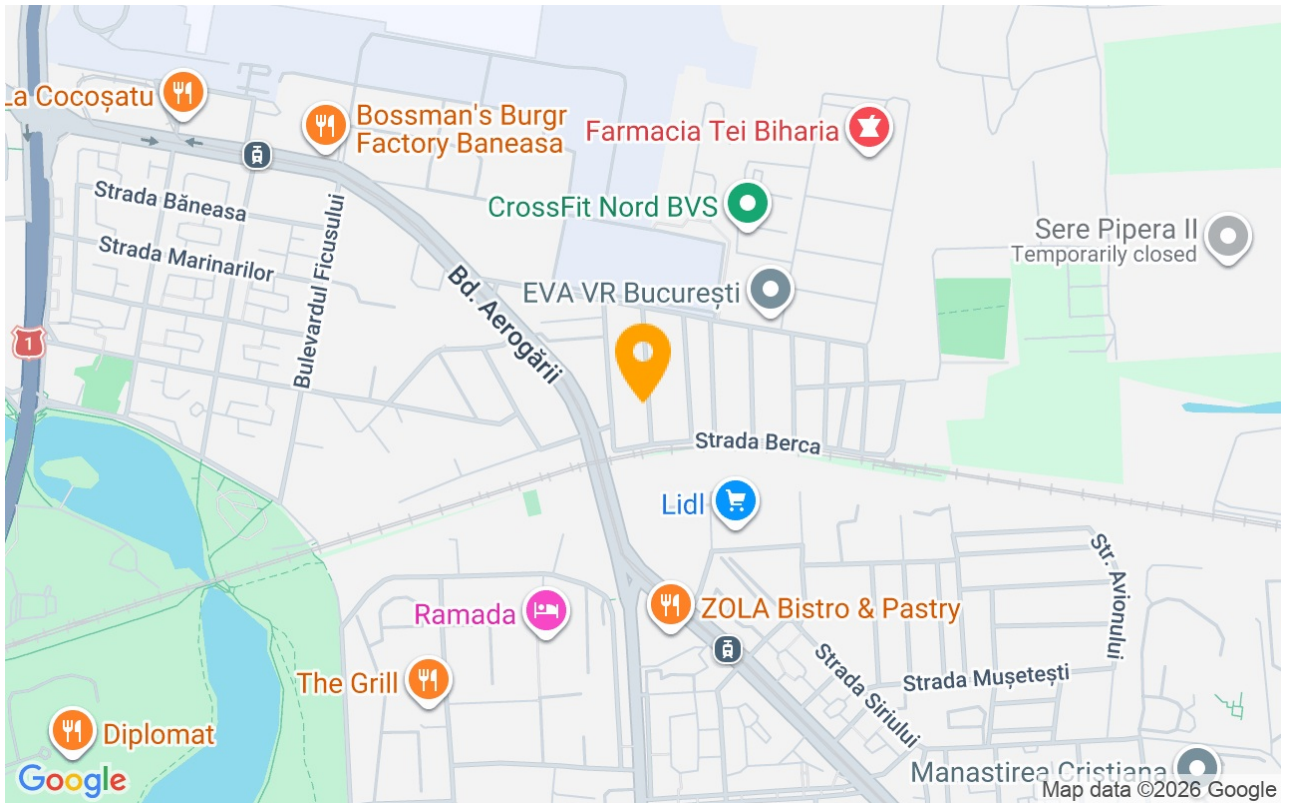 La Cocoșatu
Bossman's Burgr
Factory Baneasa
Farmacia Tei Biharia
Strada Băneasa
CrossFit Nord BVS
Sere Pipera II
Temporarily closed
Strada Marinarilor
Bulevardul Ficusului
Bd. Aerogării
EVA VR București
1
Strada Berca
Lidl
Str. Avionului
Ramada
ZOLA Bistro & Pastry
The Grill
Strada Siriului
Strada Mușetești
Diplomat
Manastirea Cristiana
Google
Map data ©2026 Google